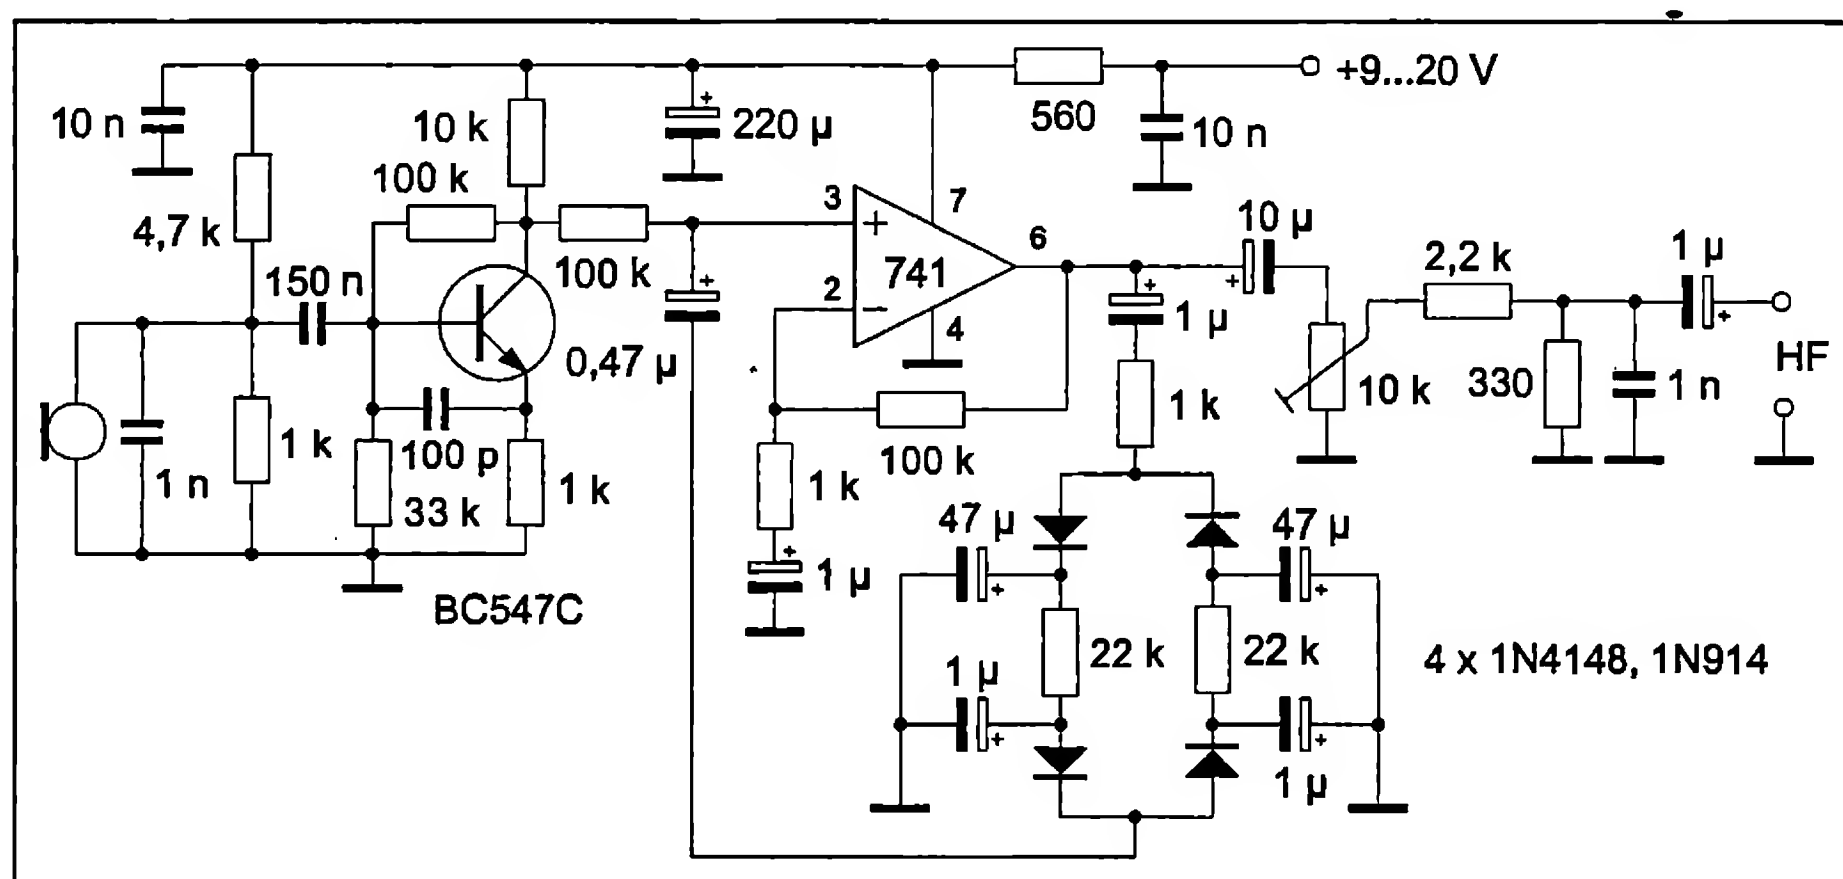 +9...20 V
10 n
10 k
220 µ
560
10 n
100 k
4,7 k
3
7
10 µ
6
1 µ
2,2 k
+
741
150 n
100 k
2
−
4
1 µ
0,47 µ
HF
330
1 n
10 k
1 k
1 k
1 n
100 p
33 k
1 k
100 k
1 k
47 µ
47 µ
1 µ
BC547C
22 k
22 k
4 x 1N4148, 1N914
1 µ
1 µ